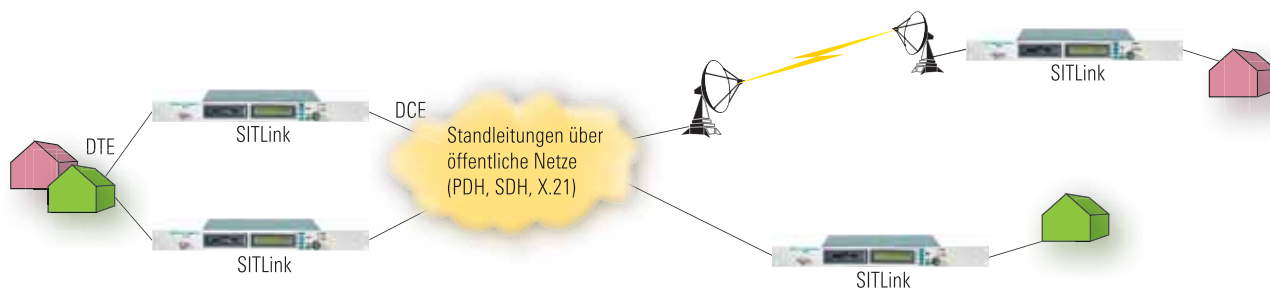 SITLink
DTE
SITLink
DCE
Standleitungen über
öffentliche Netze
(PDH, SDH, X.21)
SITLink
SITLink